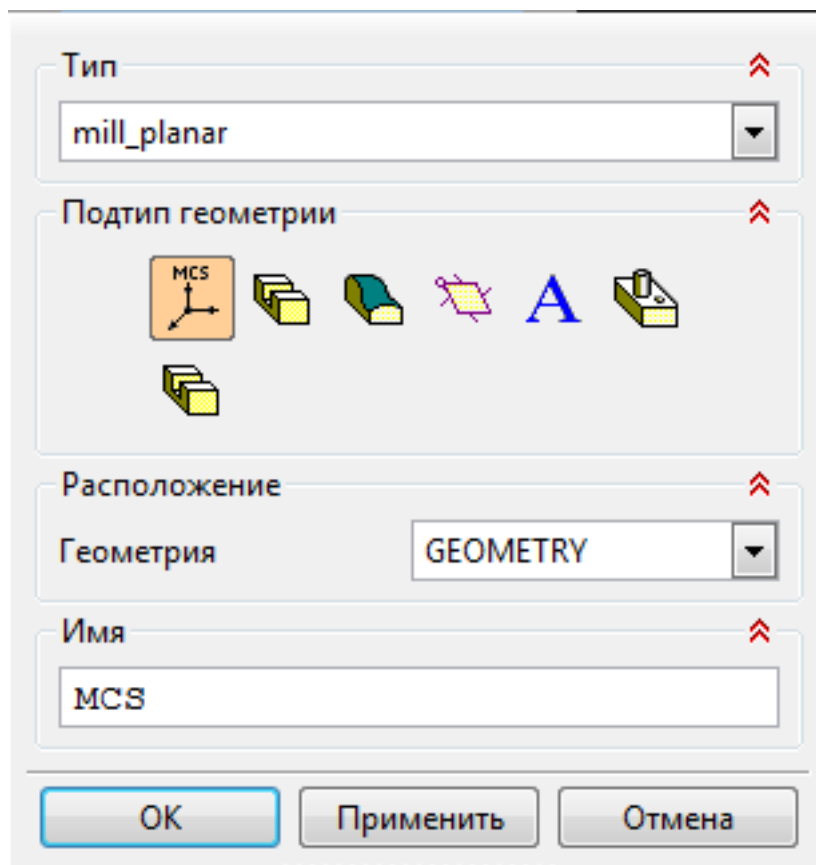 Тип
mill_planar
Подтип геометрии
MCS
A
Расположение
Геометрия GEOMETRY
Имя
MCS
OK Применить Отмена